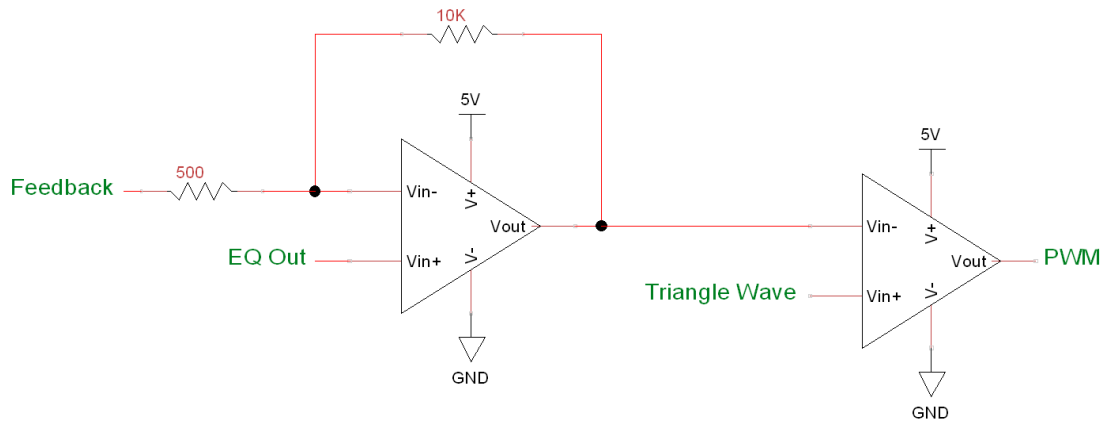 10K
5V
500
Feedback
Vin-
V+
Vout
EQ Out
Vin+
V-
GND
5V
Vin-
V+
Vout
PWM
Triangle Wave
Vin+
V-
GND